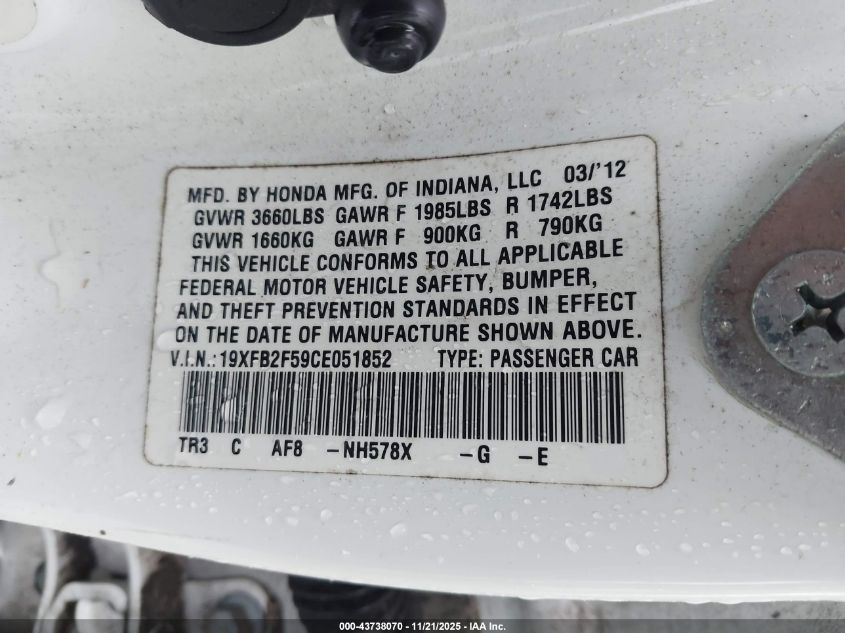 MFD. BY HONDA MFG. OF INDIANA, LLC 03/'12
GVWR 3660LBS GAWR F 1985LBS R 1742LBS
GVWR 1660KG GAWR F 900KG R 790KG
THIS VEHICLE CONFORMS TO ALL APPLICABLE
FEDERAL MOTOR VEHICLE SAFETY, BUMPER,
AND THEFT PREVENTION STANDARDS IN EFFECT
ON THE DATE OF MANUFACTURE SHOWN ABOVE.
V.I.N.:19XFB2F59CE051852 TYPE: PASSENGER CAR
TR3 C AF8 -NH578X -G -E
000-43738070 - 11/21/2025 - IAA Inc.